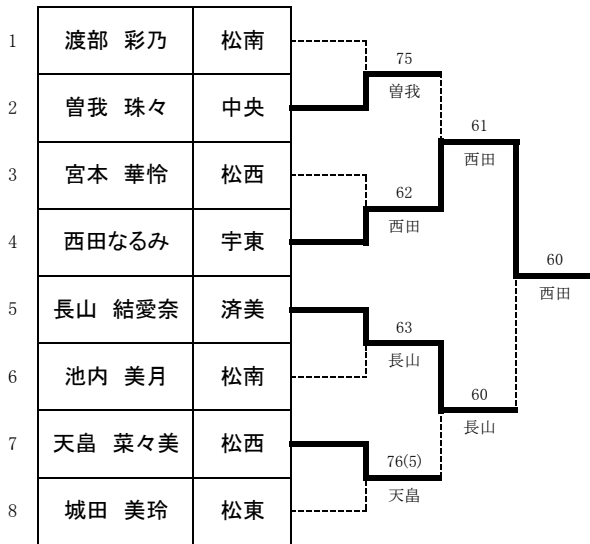 1 渡部 彩乃 松南
75
曽我
2 曽我 珠々 中央
61
西田
3 宮本 華怜 松西
62
西田
4 西田なるみ 宇東
60
西田
5 長山 結愛奈 済美
63
長山
6 池内 美月 松南
60
長山
7 天畠 菜々美 松西
76(5)
天畠
8 城田 美玲 松東